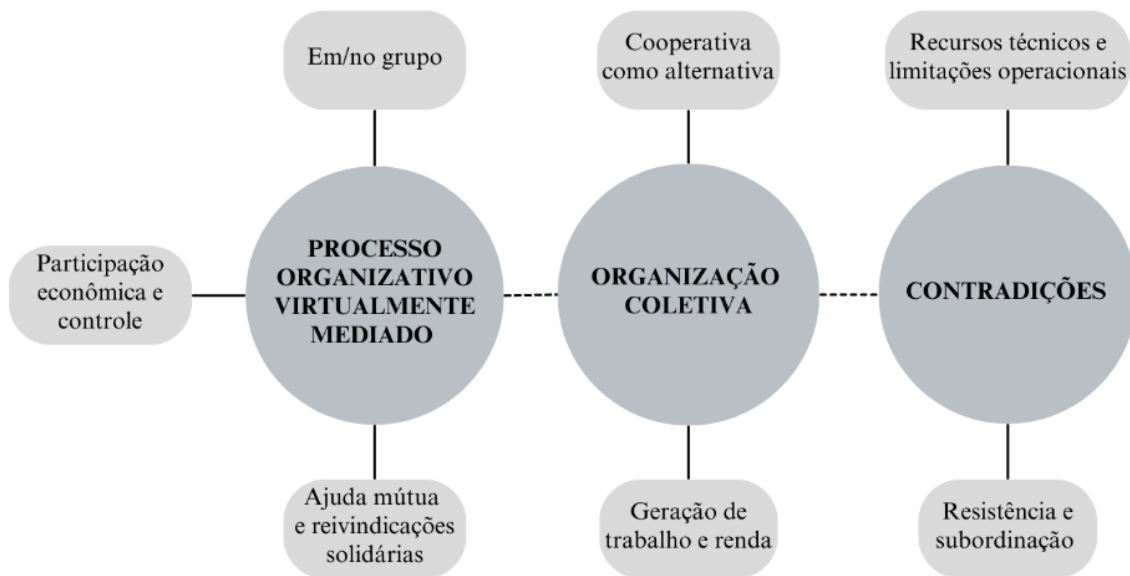 Em/no grupo
Cooperativa
como alternativa
Recursos técnicos e
limitações operacionais
Participação
econômica e
controle
PROCESSO
ORGANIZATIVO
VIRTUALMENTE
MEDIADO
ORGANIZAÇÃO
COLETIVA
CONTRADIÇÕES
Ajuda mútua
e reivindicações
solidárias
Geração de
trabalho e renda
Resistência e
subordinação